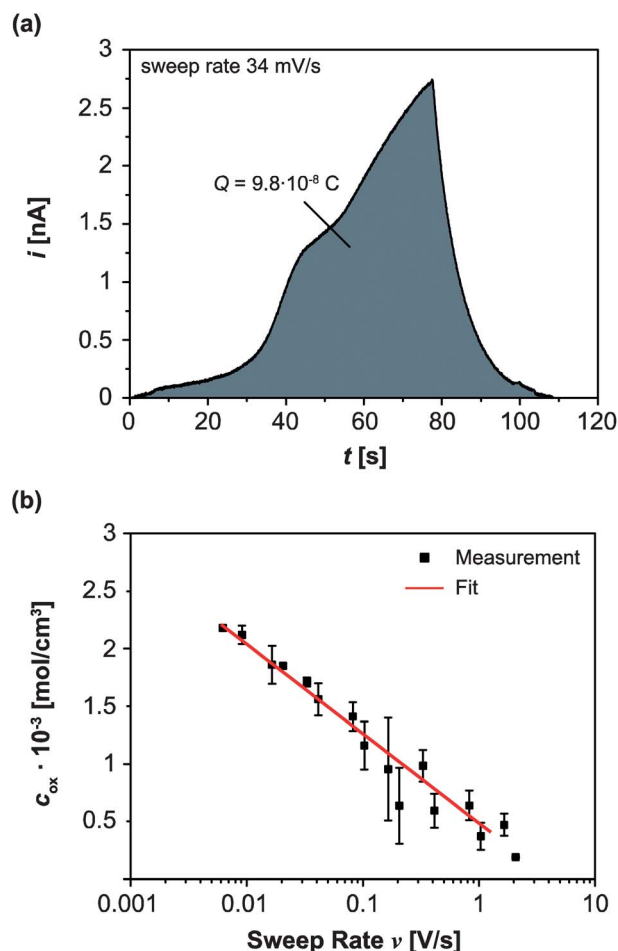 (a)
3
2.5
2
1.5
1
0.5
0
i [nA]
sweep rate 34 mV/s
Q = 9.8·10⁻⁸ C
0 20 40 60 80 100 120
t [s]
(b)
3
2.5
2
1.5
1
0.5
c_ox · 10⁻³ [mol/cm³]
Measurement
Fit
0.001 0.01 0.1 1 10
Sweep Rate ν [V/s]